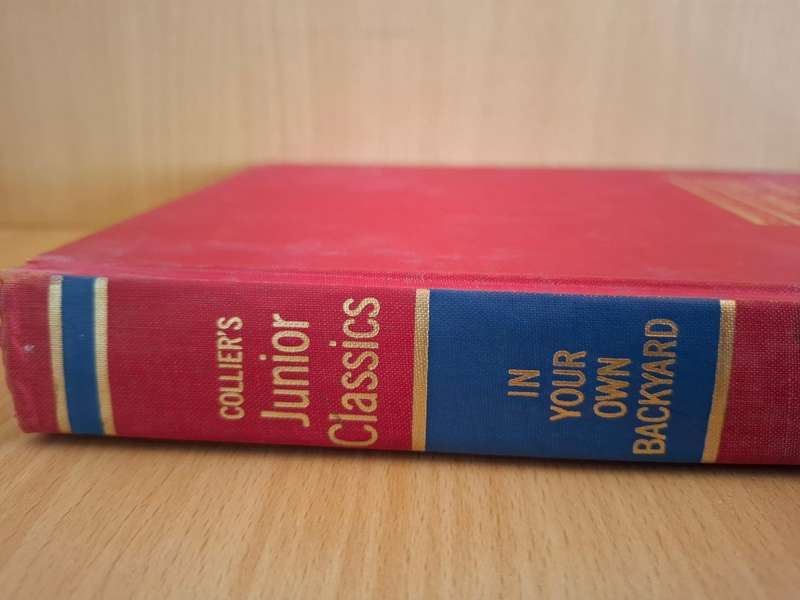 COLLIER'S
Junior
Classics
IN
YOUR
OWN
BACKYARD